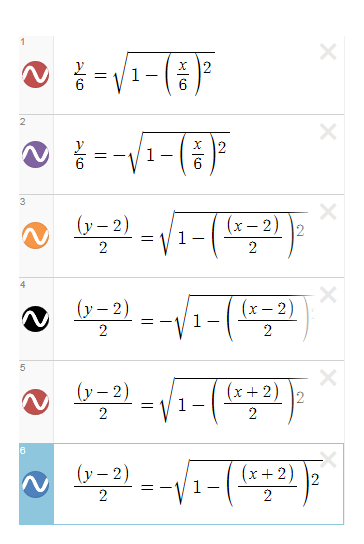 1
y/6 = √(1 − (x/6)²)
2
y/6 = −√(1 − (x/6)²)
3
(y − 2)/2 = √(1 − ((x − 2)/2)²)
4
(y − 2)/2 = −√(1 − ((x − 2)/2)
5
(y − 2)/2 = √(1 − ((x + 2)/2)²)
6
(y − 2)/2 = −√(1 − ((x + 2)/2)²)